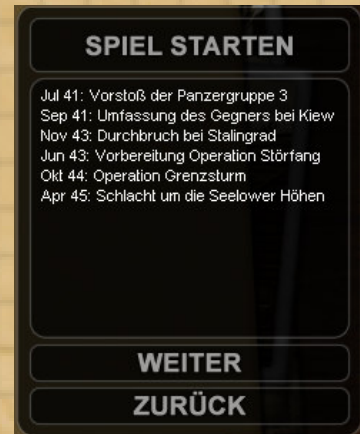 SPIEL STARTEN
Jul 41: Vorstoß der Panzergruppe 3
Sep 41: Umfassung des Gegners bei Kiew
Nov 43: Durchbruch bei Stalingrad
Jun 43: Vorbereitung Operation Störfang
Okt 44: Operation Grenzsturm
Apr 45: Schlacht um die Seelower Höhen
WEITER
ZURÜCK